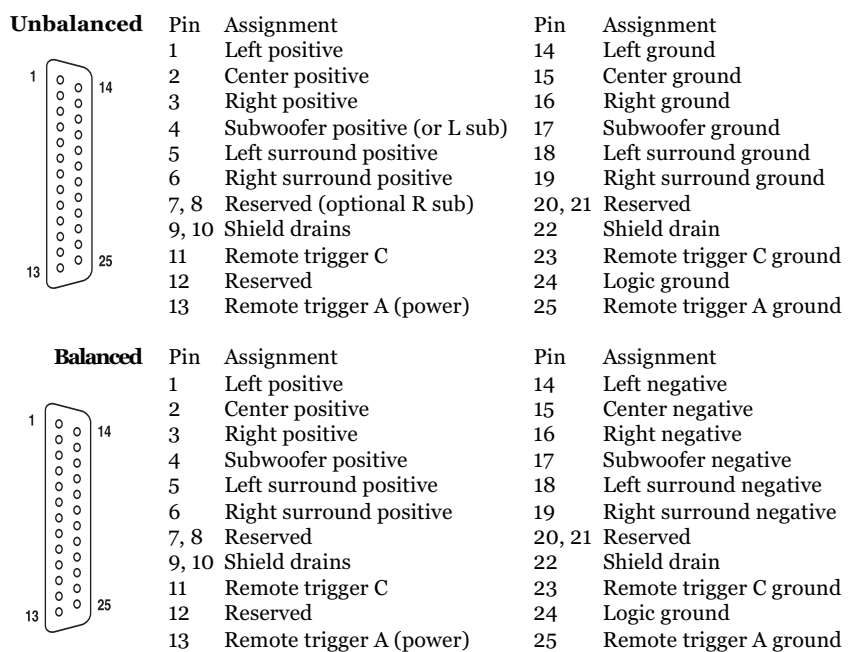 Unbalanced Pin Assignment Pin Assignment
1 Left positive 14 Left ground
2 Center positive 15 Center ground
3 Right positive 16 Right ground
4 Subwoofer positive (or L sub) 17 Subwoofer ground
5 Left surround positive 18 Left surround ground
6 Right surround positive 19 Right surround ground
7, 8 Reserved (optional R sub) 20, 21 Reserved
9, 10 Shield drains 22 Shield drain
11 Remote trigger C 23 Remote trigger C ground
12 Reserved 24 Logic ground
13 Remote trigger A (power) 25 Remote trigger A ground
1
14
13
25
Balanced Pin Assignment Pin Assignment
1 Left positive 14 Left negative
2 Center positive 15 Center negative
3 Right positive 16 Right negative
4 Subwoofer positive 17 Subwoofer negative
5 Left surround positive 18 Left surround negative
6 Right surround positive 19 Right surround negative
7, 8 Reserved 20, 21 Reserved
9, 10 Shield drains 22 Shield drain
11 Remote trigger C 23 Remote trigger C ground
12 Reserved 24 Logic ground
13 Remote trigger A (power) 25 Remote trigger A ground
1
14
13
25